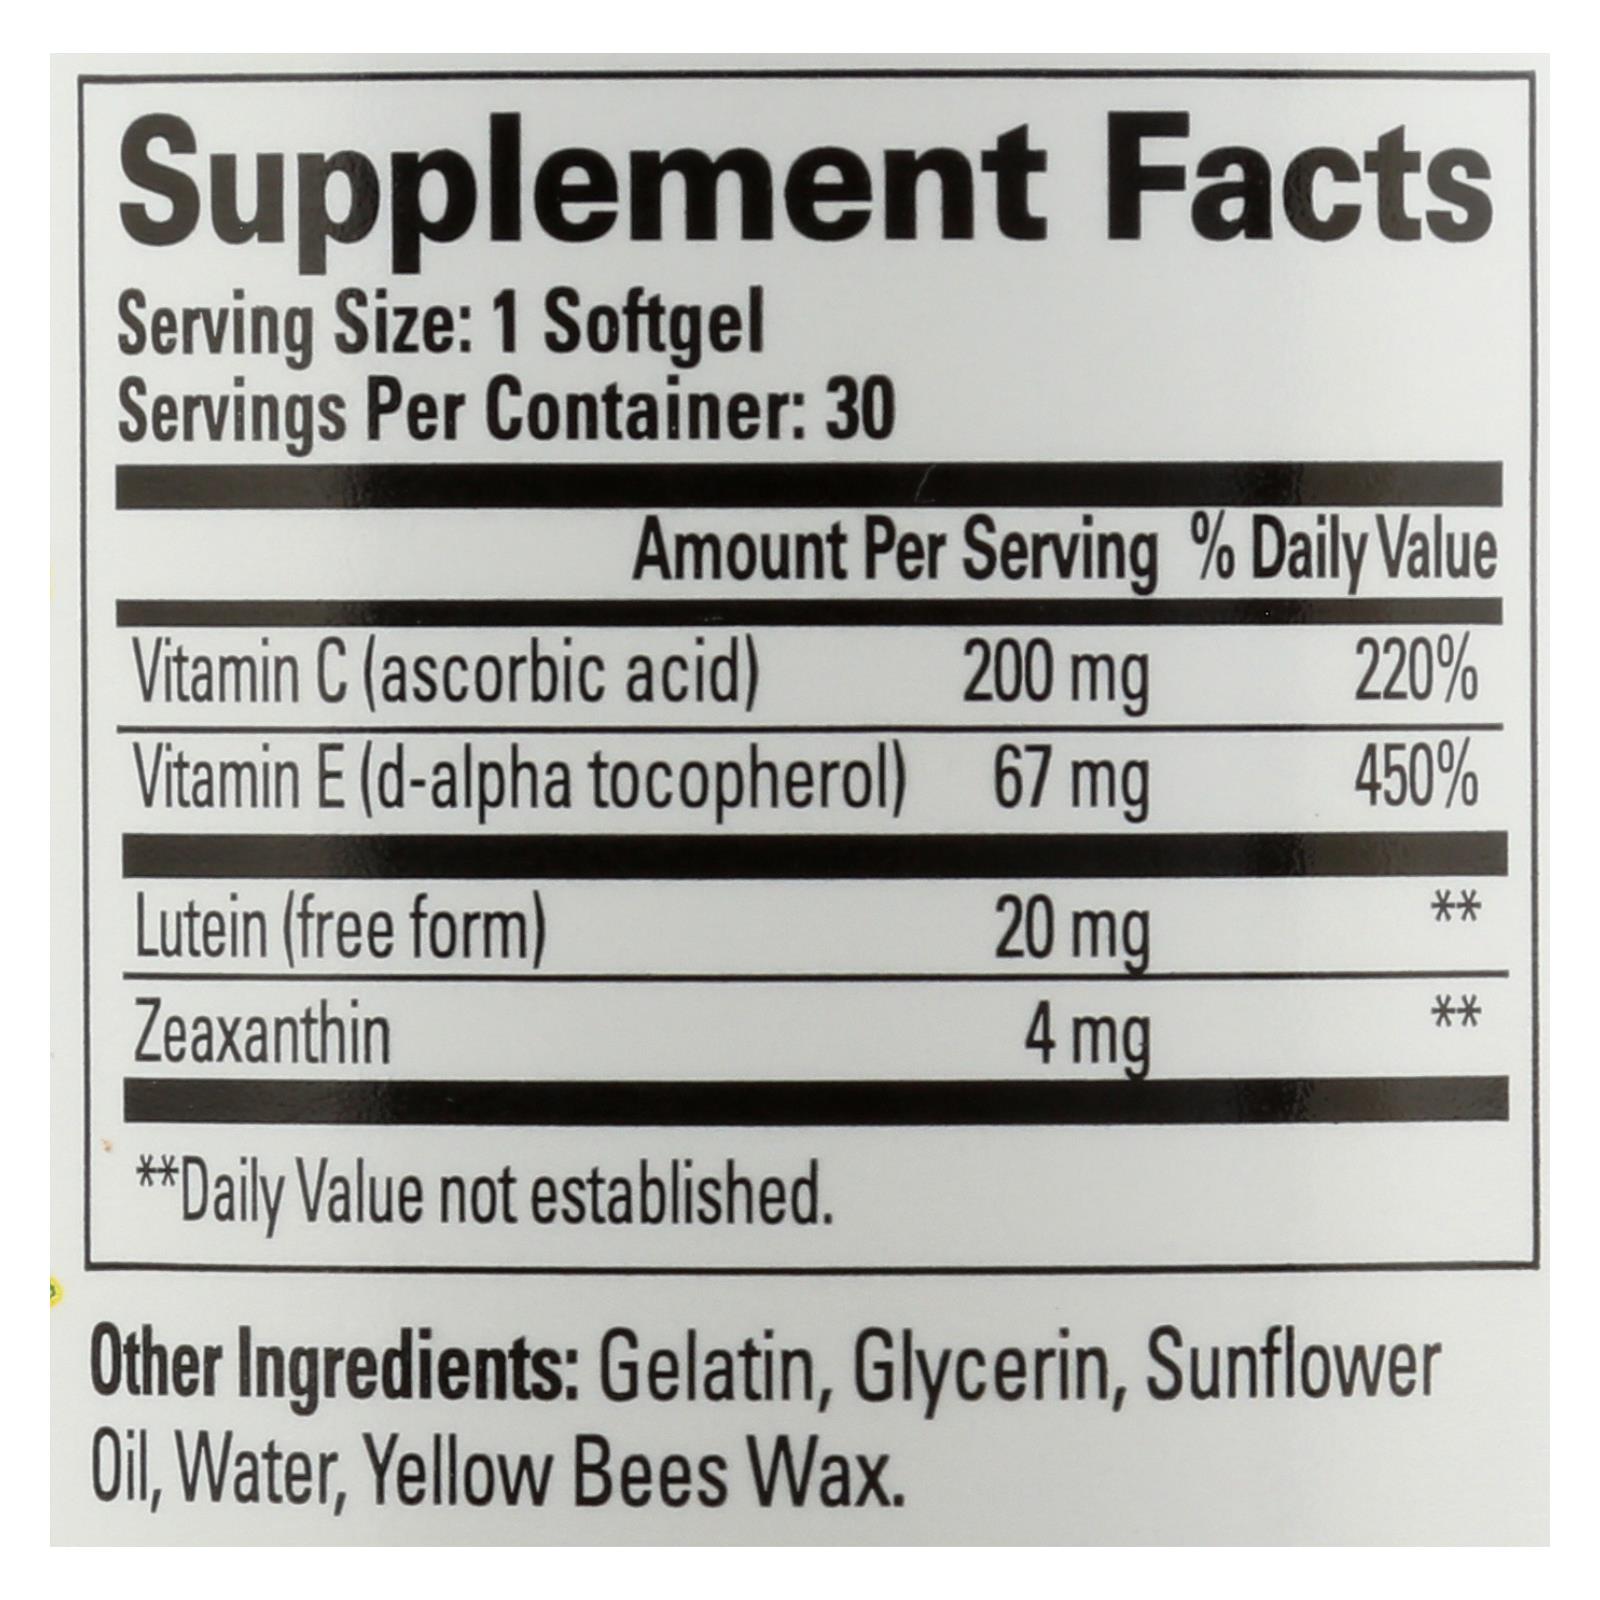 Supplement Facts
Serving Size: 1 Softgel
Servings Per Container: 30
Amount Per Serving % Daily Value
Vitamin C (ascorbic acid) 200 mg 220%
Vitamin E (d-alpha tocopherol) 67 mg 450%
Lutein (free form) 20 mg **
Zeaxanthin 4 mg **
**Daily Value not established.
Other Ingredients: Gelatin, Glycerin, Sunflower
Oil, Water, Yellow Bees Wax.